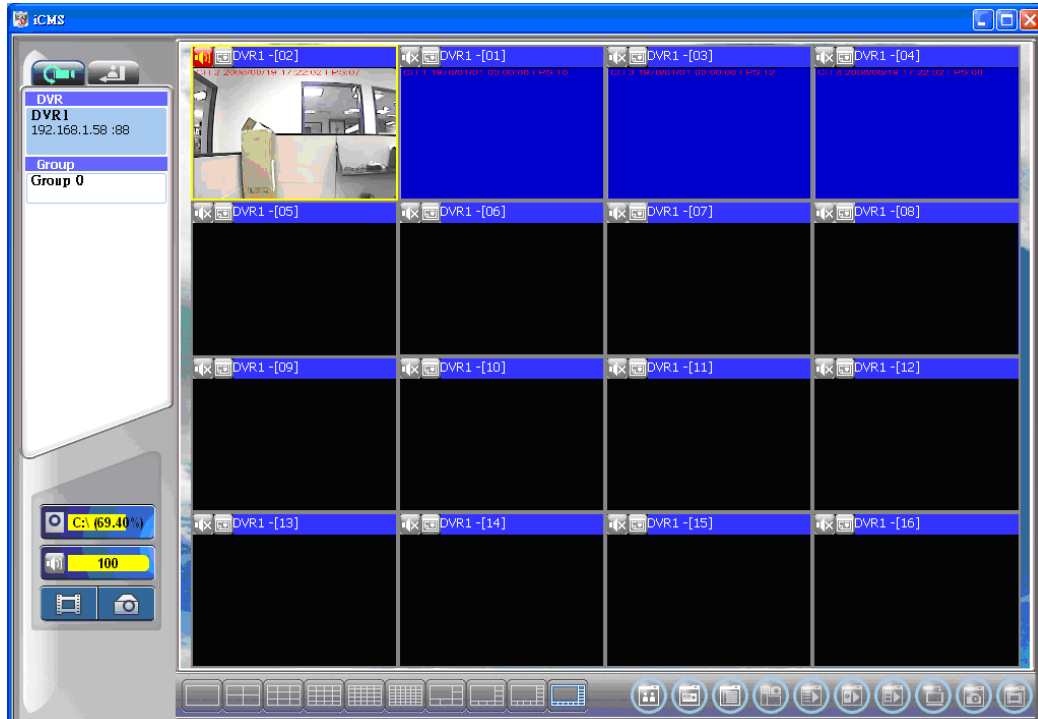 iCMS
DVR
DVR1
192.168.1.58 :88
Group
Group 0
C:\ (69.40%)
100
DVR1 -[02]
DVR1 -[01]
DVR1 -[03]
DVR1 -[04]
DVR1 -[05]
DVR1 -[06]
DVR1 -[07]
DVR1 -[08]
DVR1 -[09]
DVR1 -[10]
DVR1 -[11]
DVR1 -[12]
DVR1 -[13]
DVR1 -[14]
DVR1 -[15]
DVR1 -[16]